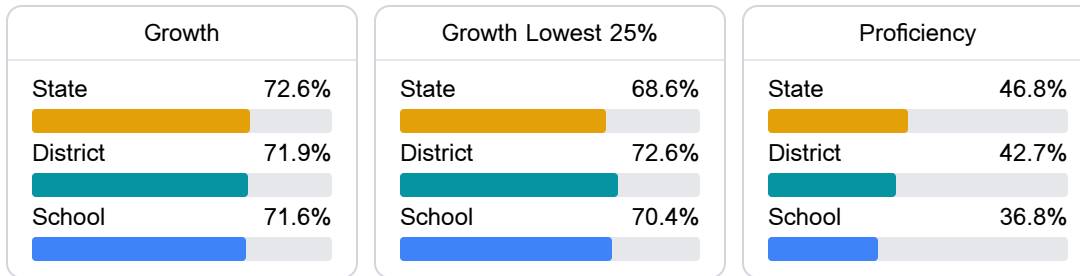 Growth
State 72.6%
District 71.9%
School 71.6%
Growth Lowest 25%
State 68.6%
District 72.6%
School 70.4%
Proficiency
State 46.8%
District 42.7%
School 36.8%